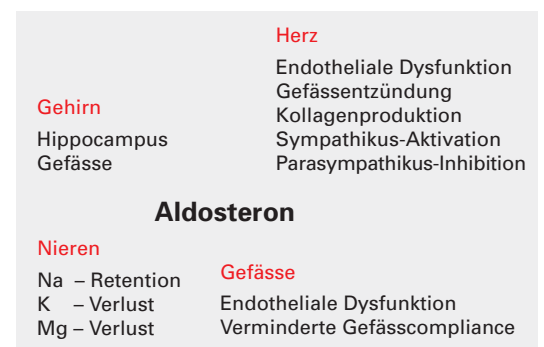 Herz
Endotheliale Dysfunktion
Gefässentzündung
Kollagenproduktion
Sympathikus-Aktivation
Parasympathikus-Inhibition
Gehirn
Hippocampus
Gefässe
Aldosteron
Nieren
Na – Retention
K – Verlust
Mg – Verlust
Gefässe
Endotheliale Dysfunktion
Verminderte Gefässcompliance